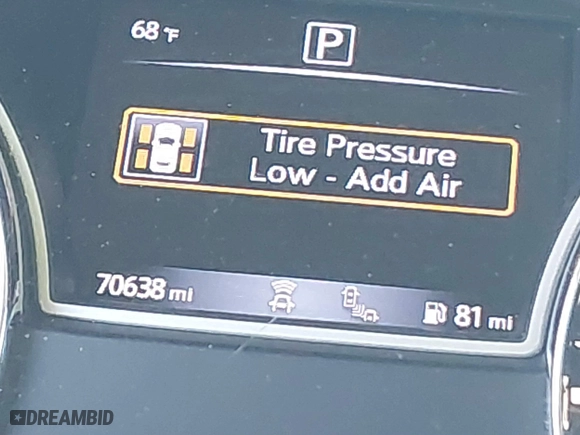 68°F
P
Tire Pressure
Low - Add Air
70638 mi
81 mi
DREAMBID